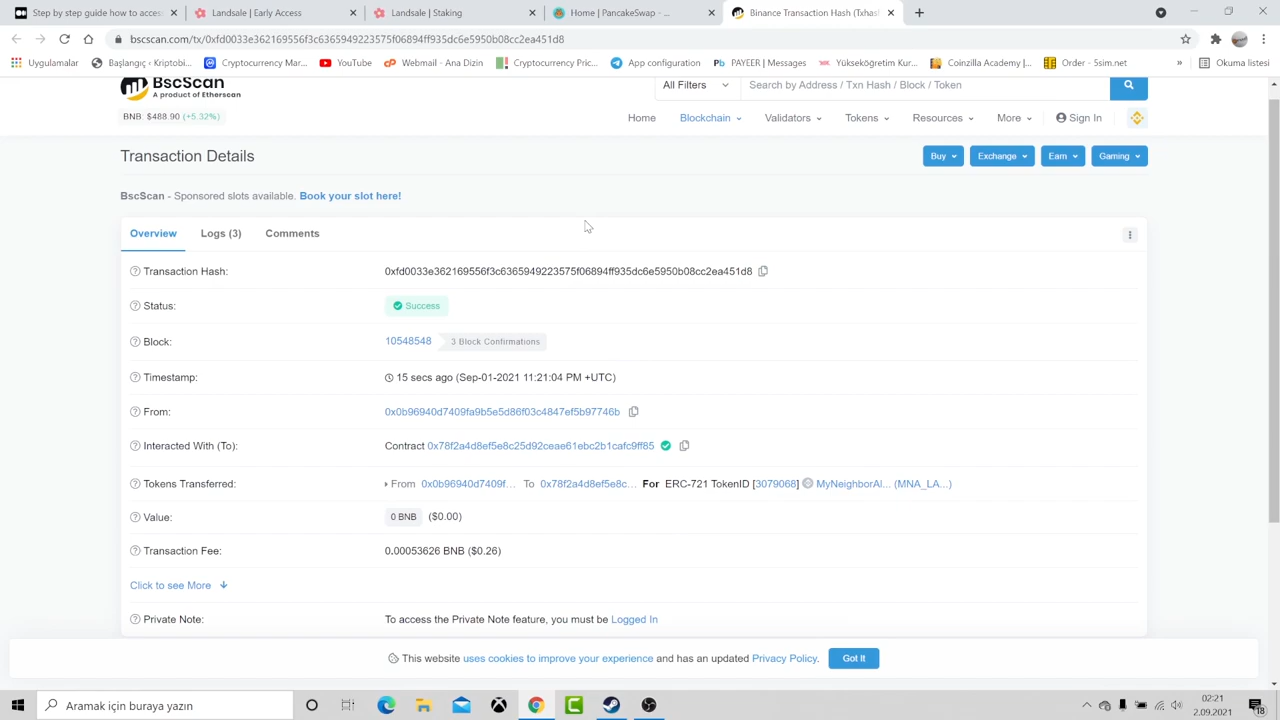 Step by step guide how to access
Landsale | Early Access
Landsale | Staking
Home | PancakeSwap - ...
Binance Transaction Hash (Txhas
bscscan.com/tx/0xfd0033e362169556f3c6365949223575f06894ff935dc6e5950b08cc2ea451d8
Uygulamalar
Başlangıç - Kriptobi...
Cryptocurrency Mar...
YouTube
Webmail - Ana Dizin
Cryptocurrency Pric...
App configuration
PAYEER | Messages
Yükseköğretim Kur...
Coinzilla Academy |...
Order - 5sim.net
»
Okuma listesi
BscScan
A product of Etherscan
All Filters
Search by Address / Txn Hash / Block / Token
BNB: $488.90 (+5.32%)
Home
Blockchain
Validators
Tokens
Resources
More
Sign In
Transaction Details
Buy
Exchange
Earn
Gaming
BscScan - Sponsored slots available. Book your slot here!
Overview
Logs (3)
Comments
Transaction Hash:
0xfd0033e362169556f3c6365949223575f06894ff935dc6e5950b08cc2ea451d8
Status:
Success
Block:
10548548
3 Block Confirmations
Timestamp:
15 secs ago (Sep-01-2021 11:21:04 PM +UTC)
From:
0x0b96940d7409fa9b5e5d86f03c4847ef5b97746b
Interacted With (To):
Contract 0x78f2a4d8ef5e8c25d92ceae61ebc2b1cafc9ff85
Tokens Transferred:
From 0x0b96940d7409f... To 0x78f2a4d8ef5e8c... For ERC-721 TokenID [3079068] MyNeighborAl... (MNA_LA...)
Value:
0 BNB ($0.00)
Transaction Fee:
0.00053626 BNB ($0.26)
Click to see More
Private Note:
To access the Private Note feature, you must be Logged In
This website uses cookies to improve your experience and has an updated Privacy Policy.
Got It
Aramak için buraya yazın
02:21
2.09.2021
18